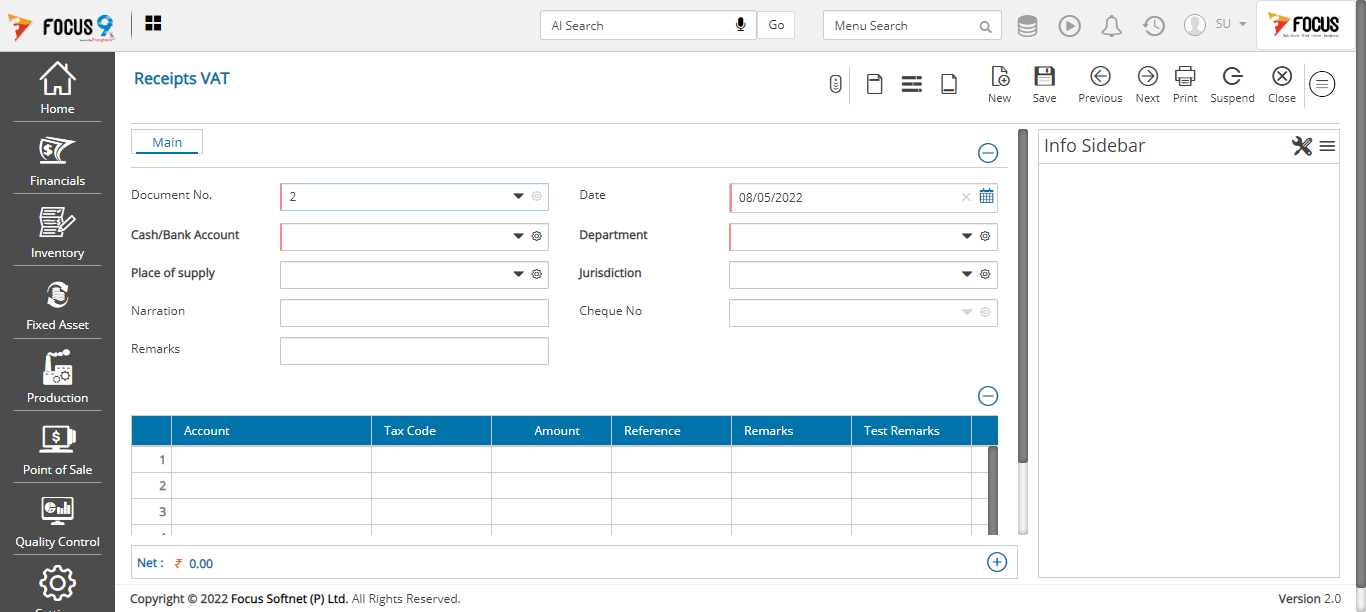 FOCUS 9
AI Search
Go
Menu Search
SU
FOCUS
Home
Financials
Inventory
Fixed Asset
Production
Point of Sale
Quality Control
Receipts VAT
New
Save
Previous
Next
Print
Suspend
Close
Main
Document No.
2
Date
08/05/2022
Cash/Bank Account
Department
Place of supply
Jurisdiction
Narration
Cheque No
Remarks
Account
Tax Code
Amount
Reference
Remarks
Test Remarks
1
2
3
Net : ₹ 0.00
Info Sidebar
Copyright © 2022 Focus Softnet (P) Ltd. All Rights Reserved.
Version 2.0